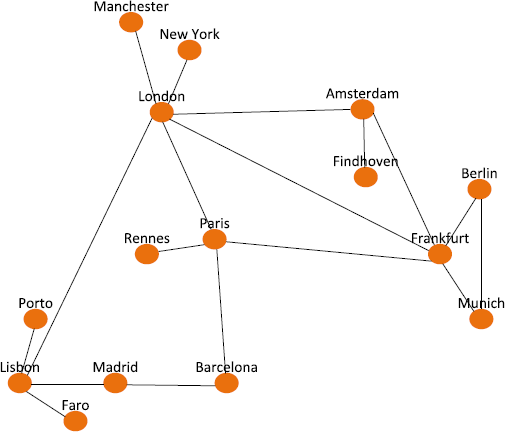 Manchester
New York
London
Amsterdam
Findhoven
Berlin
Rennes
Paris
Frankfurt
Porto
Munich
Lisbon
Madrid
Barcelona
Faro